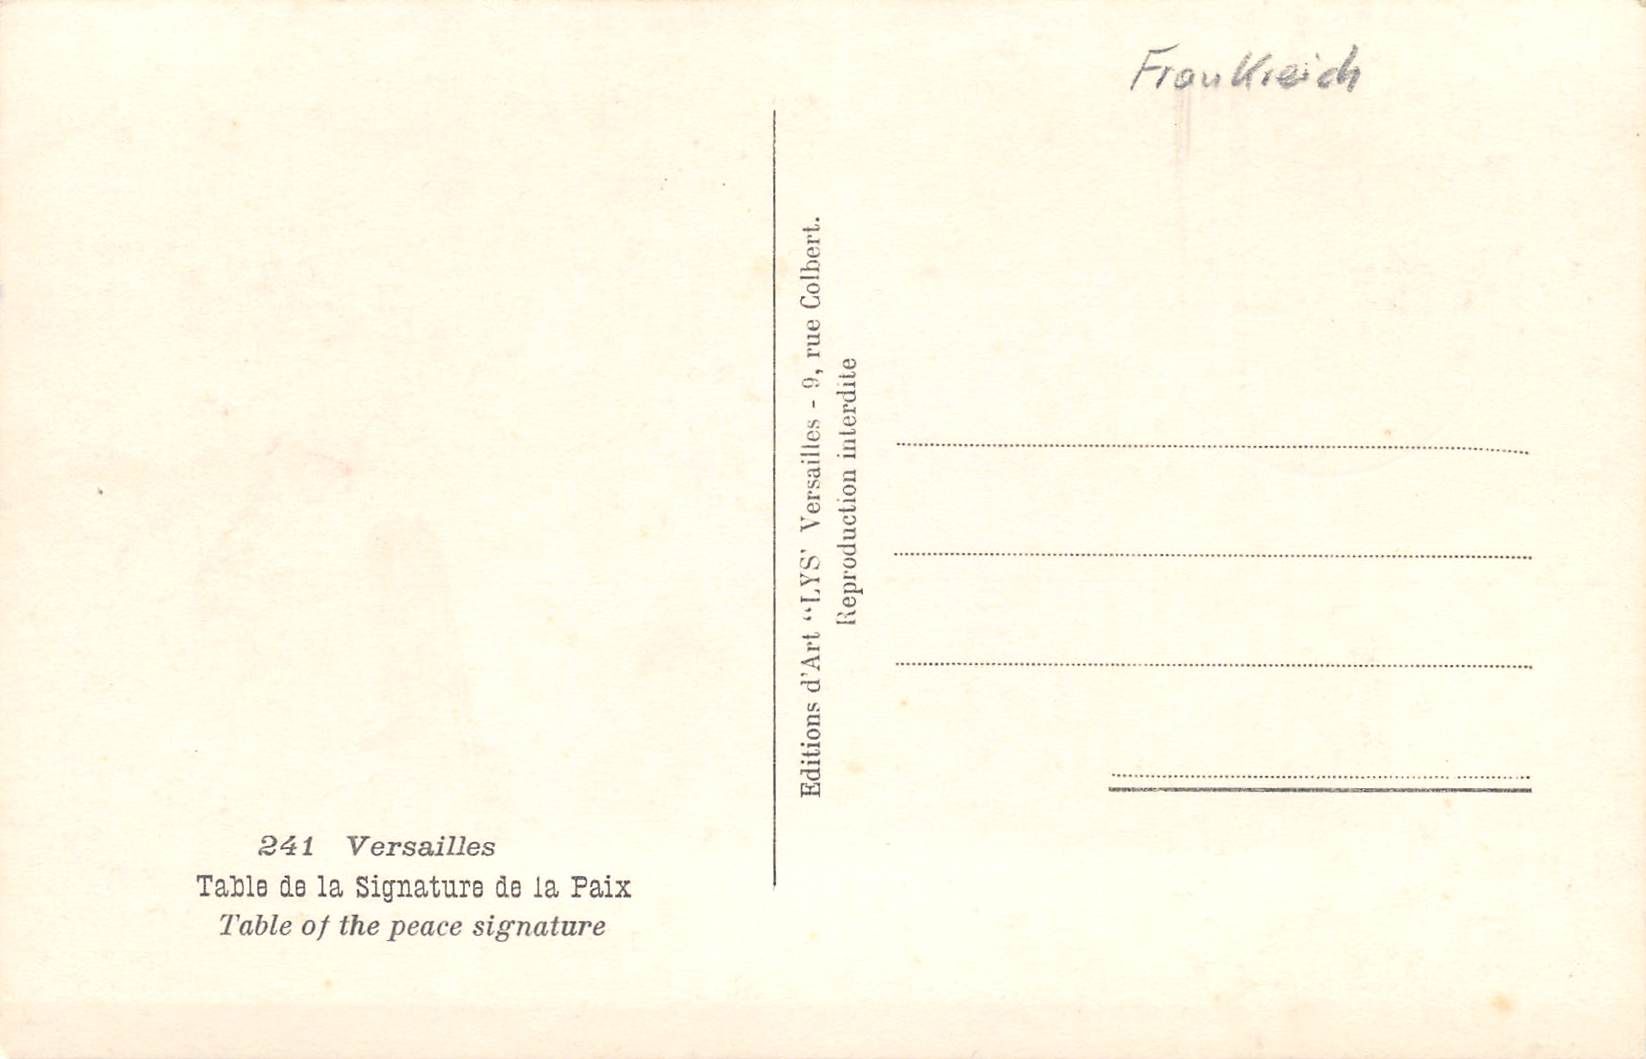 Frankreich
Editions d'Art "LYS' Versailles - 9, rue Colbert.
Reproduction interdite
241 Versailles
Table de la Signature de la Paix
Table of the peace signature